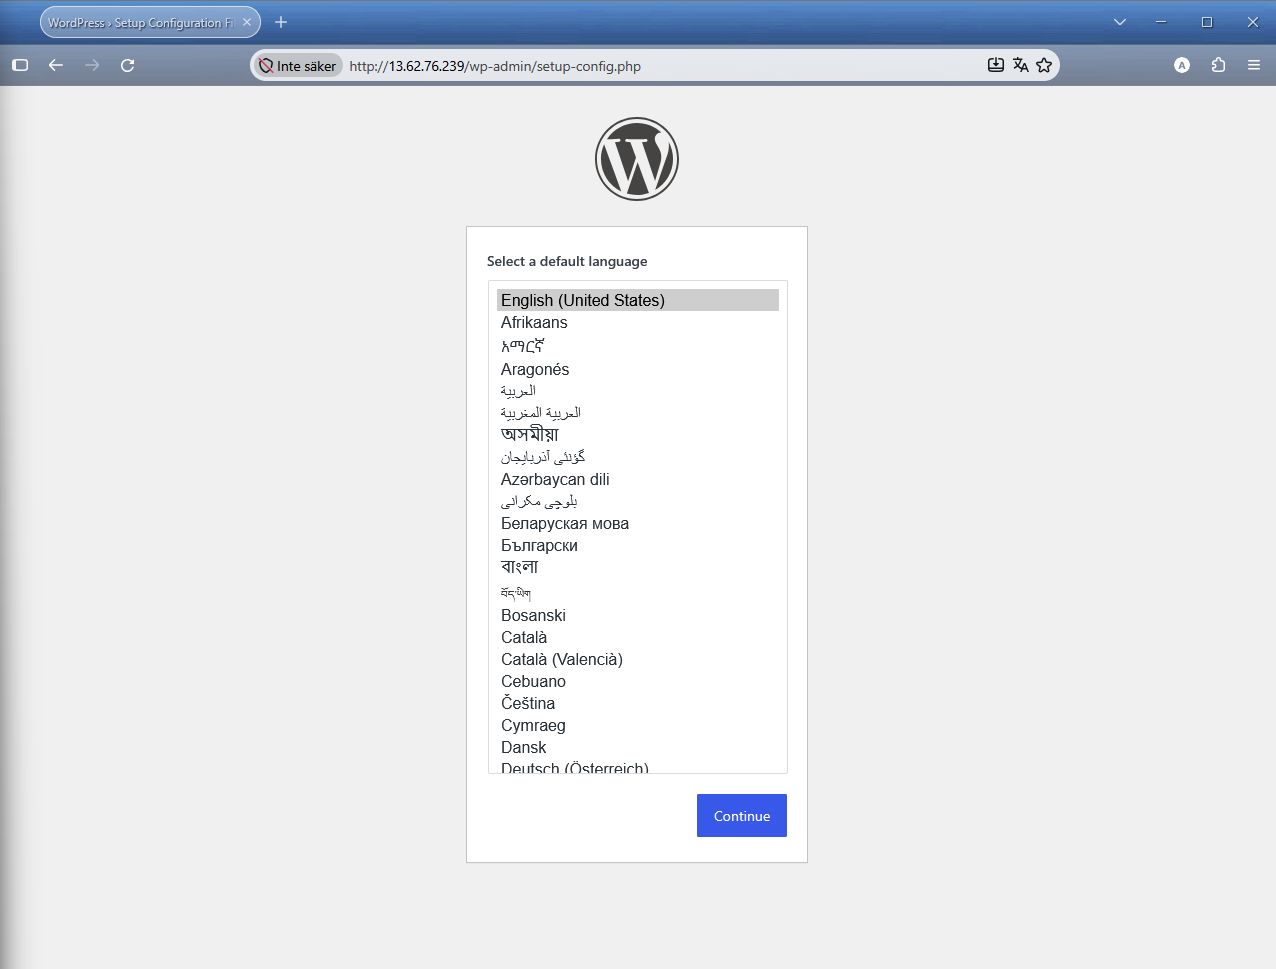 WordPress › Setup Configuration Fi
Inte säker
http://13.62.76.239/wp-admin/setup-config.php
A
Select a default language
English (United States)
Afrikaans
አማርኛ
Aragonés
العربية
العربية المغربية
অসমীয়া
گؤنئی آذربایجان
Azərbaycan dili
بلوچی مکرانی
Беларуская мова
Български
বাংলা
བོད་ཡིག
Bosanski
Català
Català (Valencià)
Cebuano
Čeština
Cymraeg
Dansk
Deutsch (Österreich)
Continue